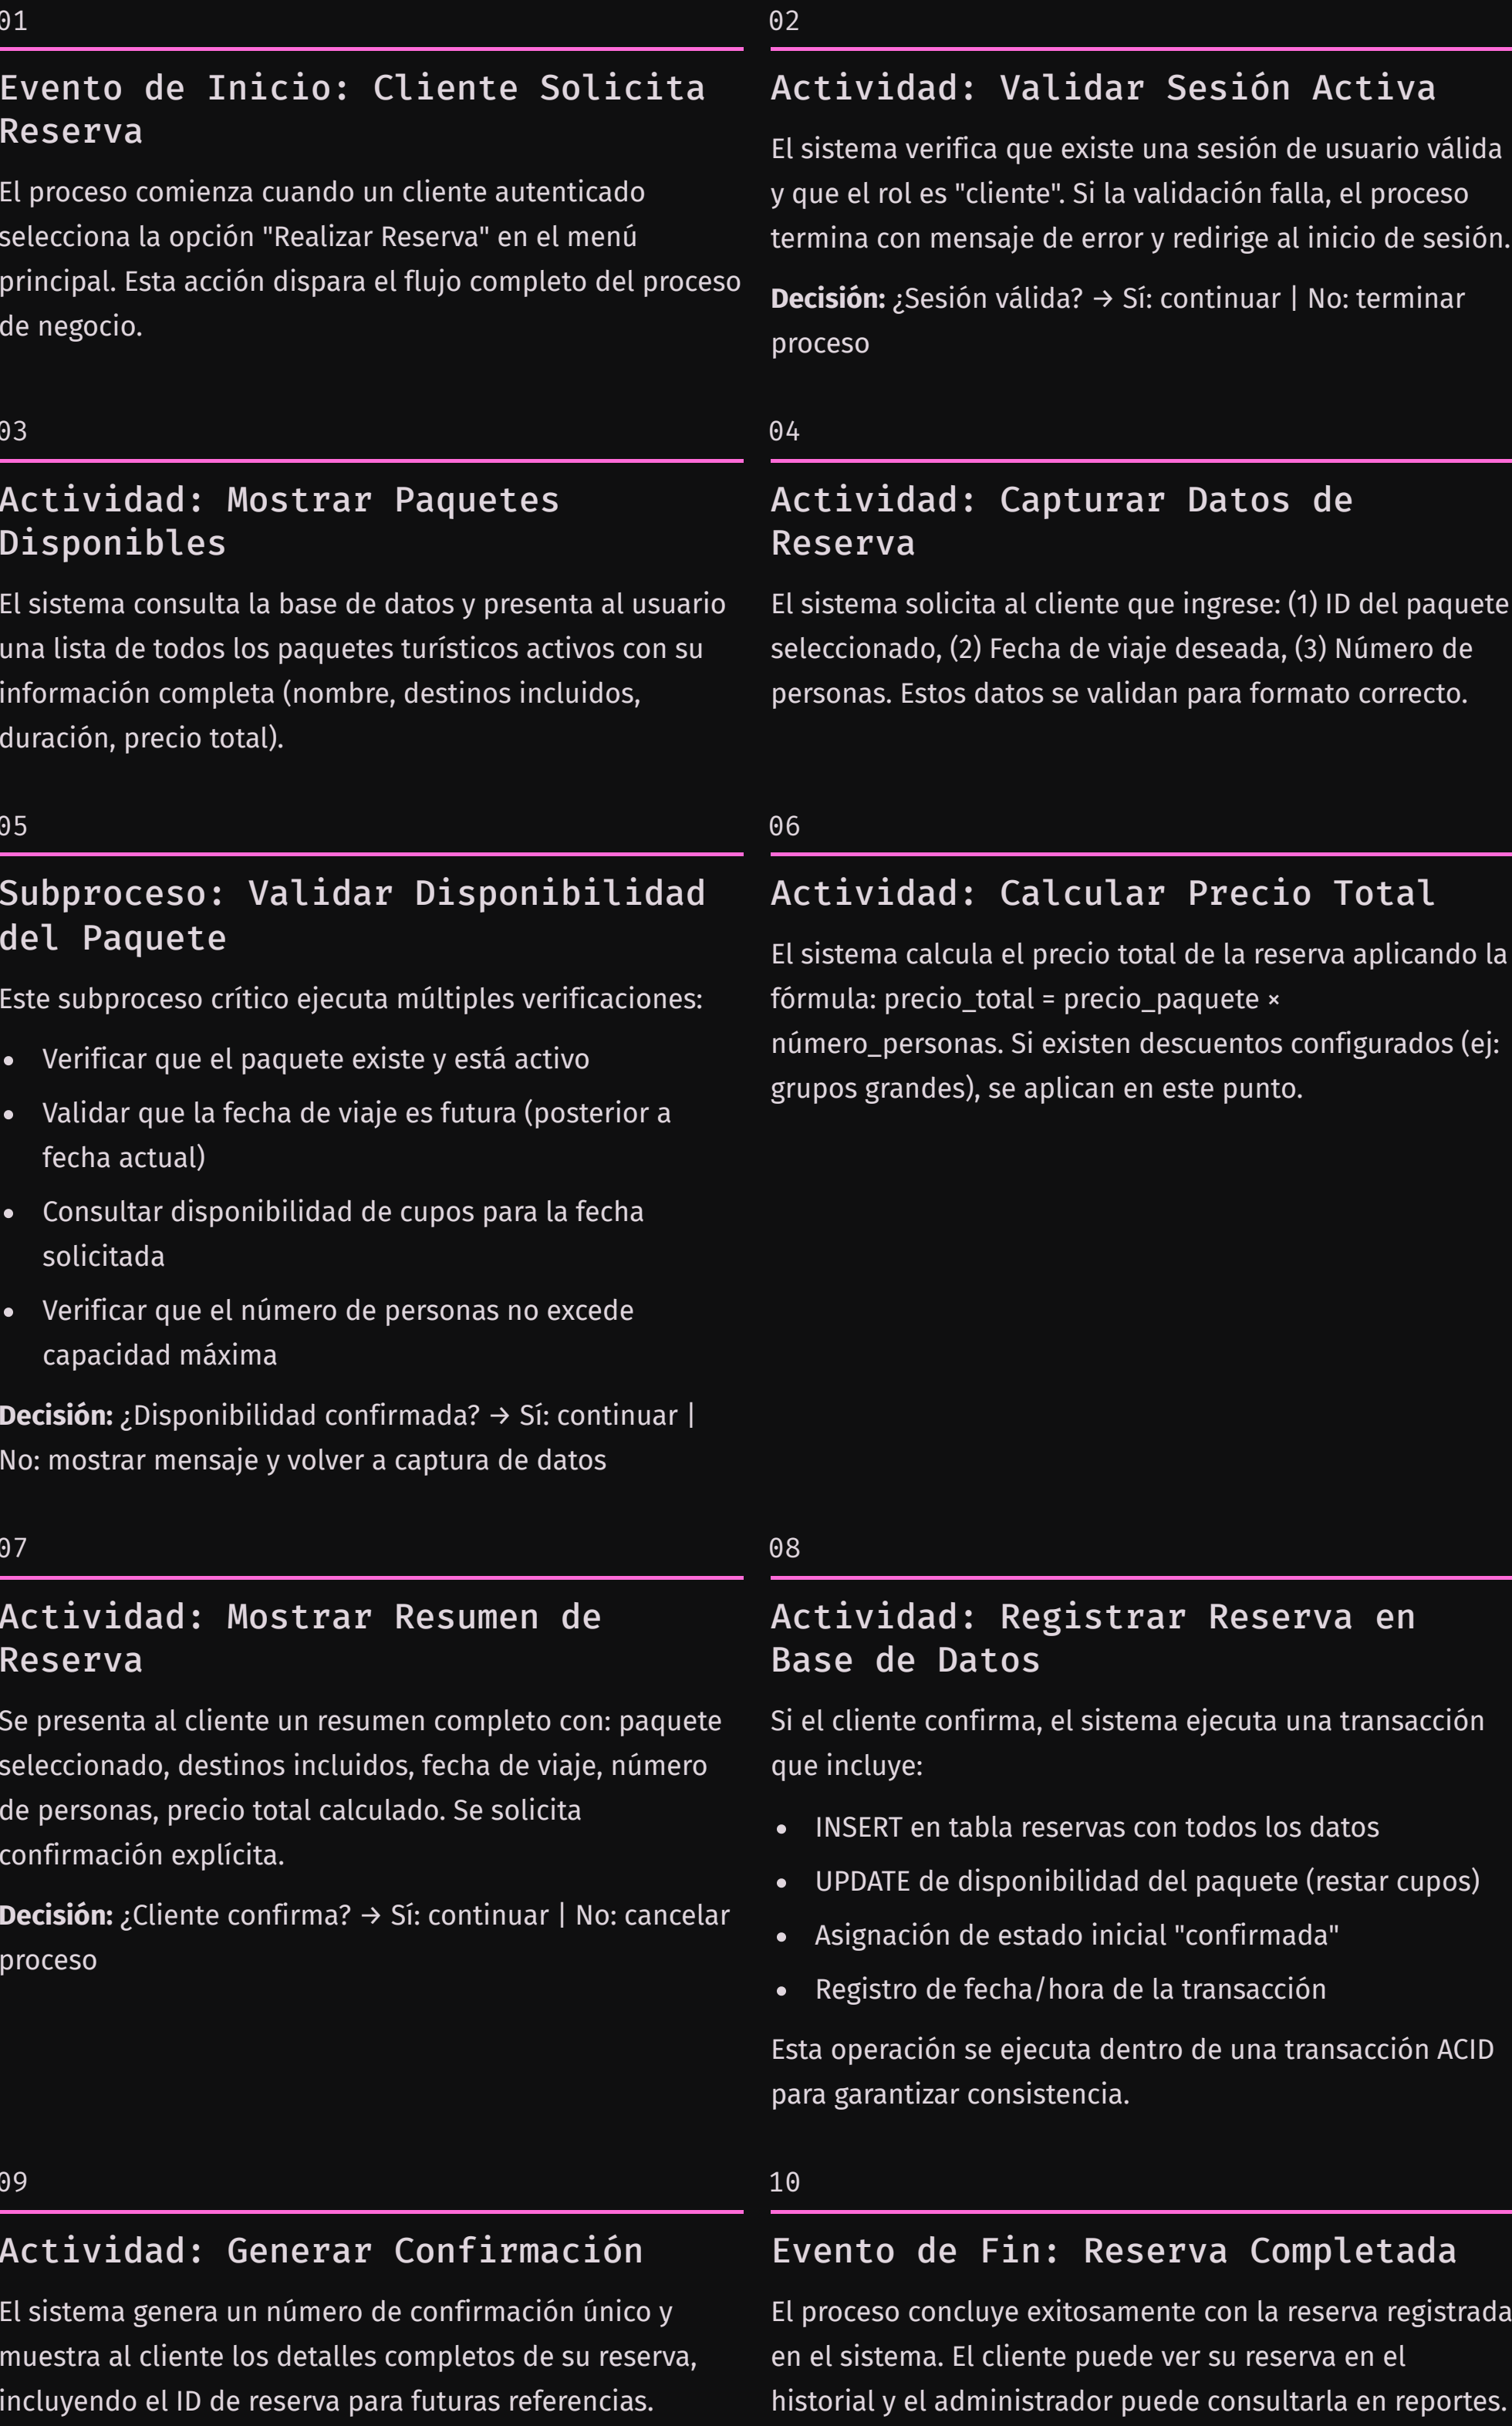 01
Evento de Inicio: Cliente Solicita
Reserva
El proceso comienza cuando un cliente autenticado
selecciona la opción "Realizar Reserva" en el menú
principal. Esta acción dispara el flujo completo del proceso
de negocio.
02
Actividad: Validar Sesión Activa
El sistema verifica que existe una sesión de usuario válida
y que el rol es "cliente". Si la validación falla, el proceso
termina con mensaje de error y redirige al inicio de sesión.
Decisión: ¿Sesión válida? → Sí: continuar | No: terminar
proceso
03
Actividad: Mostrar Paquetes
Disponibles
El sistema consulta la base de datos y presenta al usuario
una lista de todos los paquetes turísticos activos con su
información completa (nombre, destinos incluidos,
duración, precio total).
04
Actividad: Capturar Datos de
Reserva
El sistema solicita al cliente que ingrese: (1) ID del paquete
seleccionado, (2) Fecha de viaje deseada, (3) Número de
personas. Estos datos se validan para formato correcto.
05
Subproceso: Validar Disponibilidad
del Paquete
Este subproceso crítico ejecuta múltiples verificaciones:
• Verificar que el paquete existe y está activo
• Validar que la fecha de viaje es futura (posterior a
fecha actual)
• Consultar disponibilidad de cupos para la fecha
solicitada
• Verificar que el número de personas no excede
capacidad máxima
Decisión: ¿Disponibilidad confirmada? → Sí: continuar |
No: mostrar mensaje y volver a captura de datos
06
Actividad: Calcular Precio Total
El sistema calcula el precio total de la reserva aplicando la
fórmula: precio_total = precio_paquete ×
número_personas. Si existen descuentos configurados (ej:
grupos grandes), se aplican en este punto.
07
Actividad: Mostrar Resumen de
Reserva
Se presenta al cliente un resumen completo con: paquete
seleccionado, destinos incluidos, fecha de viaje, número
de personas, precio total calculado. Se solicita
confirmación explícita.
Decisión: ¿Cliente confirma? → Sí: continuar | No: cancelar
proceso
08
Actividad: Registrar Reserva en
Base de Datos
Si el cliente confirma, el sistema ejecuta una transacción
que incluye:
• INSERT en tabla reservas con todos los datos
• UPDATE de disponibilidad del paquete (restar cupos)
• Asignación de estado inicial "confirmada"
• Registro de fecha/hora de la transacción
Esta operación se ejecuta dentro de una transacción ACID
para garantizar consistencia.
09
Actividad: Generar Confirmación
El sistema genera un número de confirmación único y
muestra al cliente los detalles completos de su reserva,
incluyendo el ID de reserva para futuras referencias.
10
Evento de Fin: Reserva Completada
El proceso concluye exitosamente con la reserva registrada
en el sistema. El cliente puede ver su reserva en el
historial y el administrador puede consultarla en reportes.